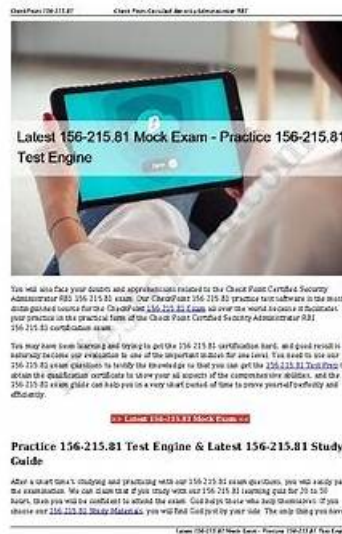 CheckPoint 156-215.81 Check Point Certified Security Administrator R81
Latest 156-215.81 Mock Exam - Practice 156-215.81
Test Engine
You will also face your doubts and apprehensions related to the Check Point Certified Security
Administrator R81 156-215.81 exam. Our CheckPoint 156-215.81 practice test software is the most
distinguished source for the CheckPoint 156-215.81 Exam all over the world because it facilitates
your practice in the practical form of the Check Point Certified Security Administrator R81
156-215.81 certification exam.
You may have been learning and trying to get the 156-215.81 certification hard, and good result is
naturally become our evaluation to one of the important indices for one level. You need to use our
156-215.81 exam questions to testify the knowledge so that you can get the 156-215.81 Test Prep
obtain the qualification certificate to show your all aspects of the comprehensive abilities, and the
156-215.81 exam guide can help you in a very short period of time to prove yourself perfectly and
efficiently.
>> Latest 156-215.81 Mock Exam <<
Practice 156-215.81 Test Engine & Latest 156-215.81 Study
Guide
After a short time's studying and practicing with our 156-215.81 exam questions, you will easily pass
the examination. We can claim that if you study with our 156-215.81 learning quiz for 20 to 30
hours, then you will be confident to attend the exam. God helps those who help themselves. If you
choose our 156-215.81 Study Materials, you will find God just by your side. The only thing you have
Latest 156-215.81 Mock Exam - Practice 156-215.81 Test Engine